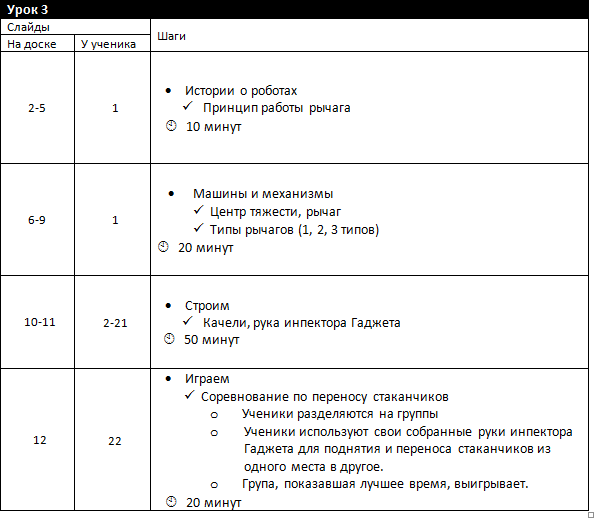 Урок 3
Слайды
Шаги
На доске
У ученика
2-5
1
• Истории о роботах
✓ Принцип работы рычага
🕙 10 минут
6-9
1
• Машины и механизмы
✓ Центр тяжести, рычаг
✓ Типы рычагов (1, 2, 3 типов)
🕙 20 минут
10-11
2-21
• Строим
✓ Качели, рука инпектора Гаджета
🕙 50 минут
12
22
• Играем
✓ Соревнование по переносу стаканчиков
o Ученики разделяются на группы
o Ученики используют свои собранные руки инпектора
Гаджета для поднятия и переноса стаканчиков из
одного места в другое.
o Група, показавшая лучшее время, выигрывает.
🕙 20 минут